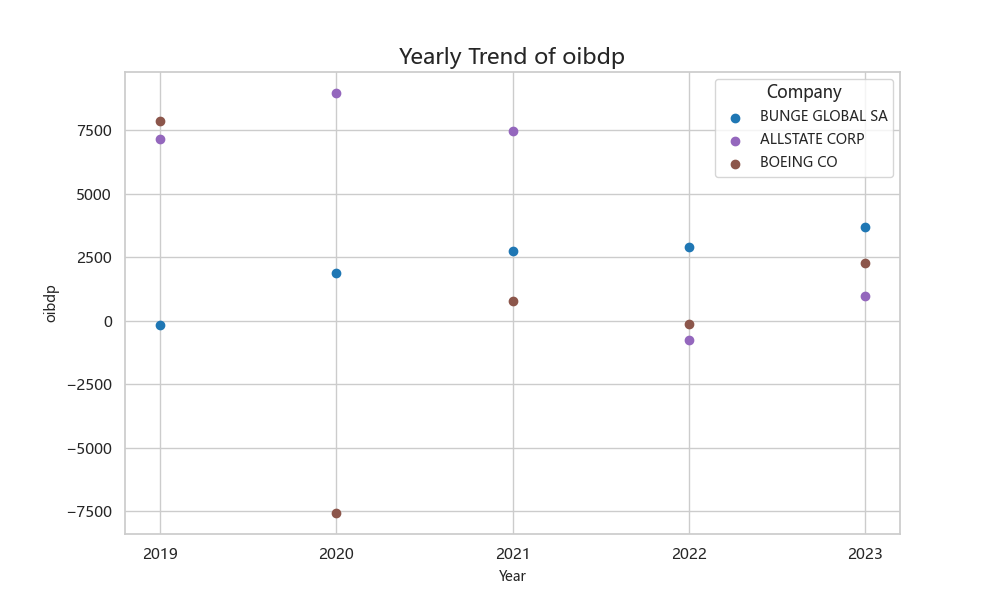 Yearly Trend of oibdp
Company
BUNGE GLOBAL SA
ALLSTATE CORP
BOEING CO
7500
5000
2500
0
−2500
−5000
−7500
oibdp
2019 2020 2021 2022 2023
Year